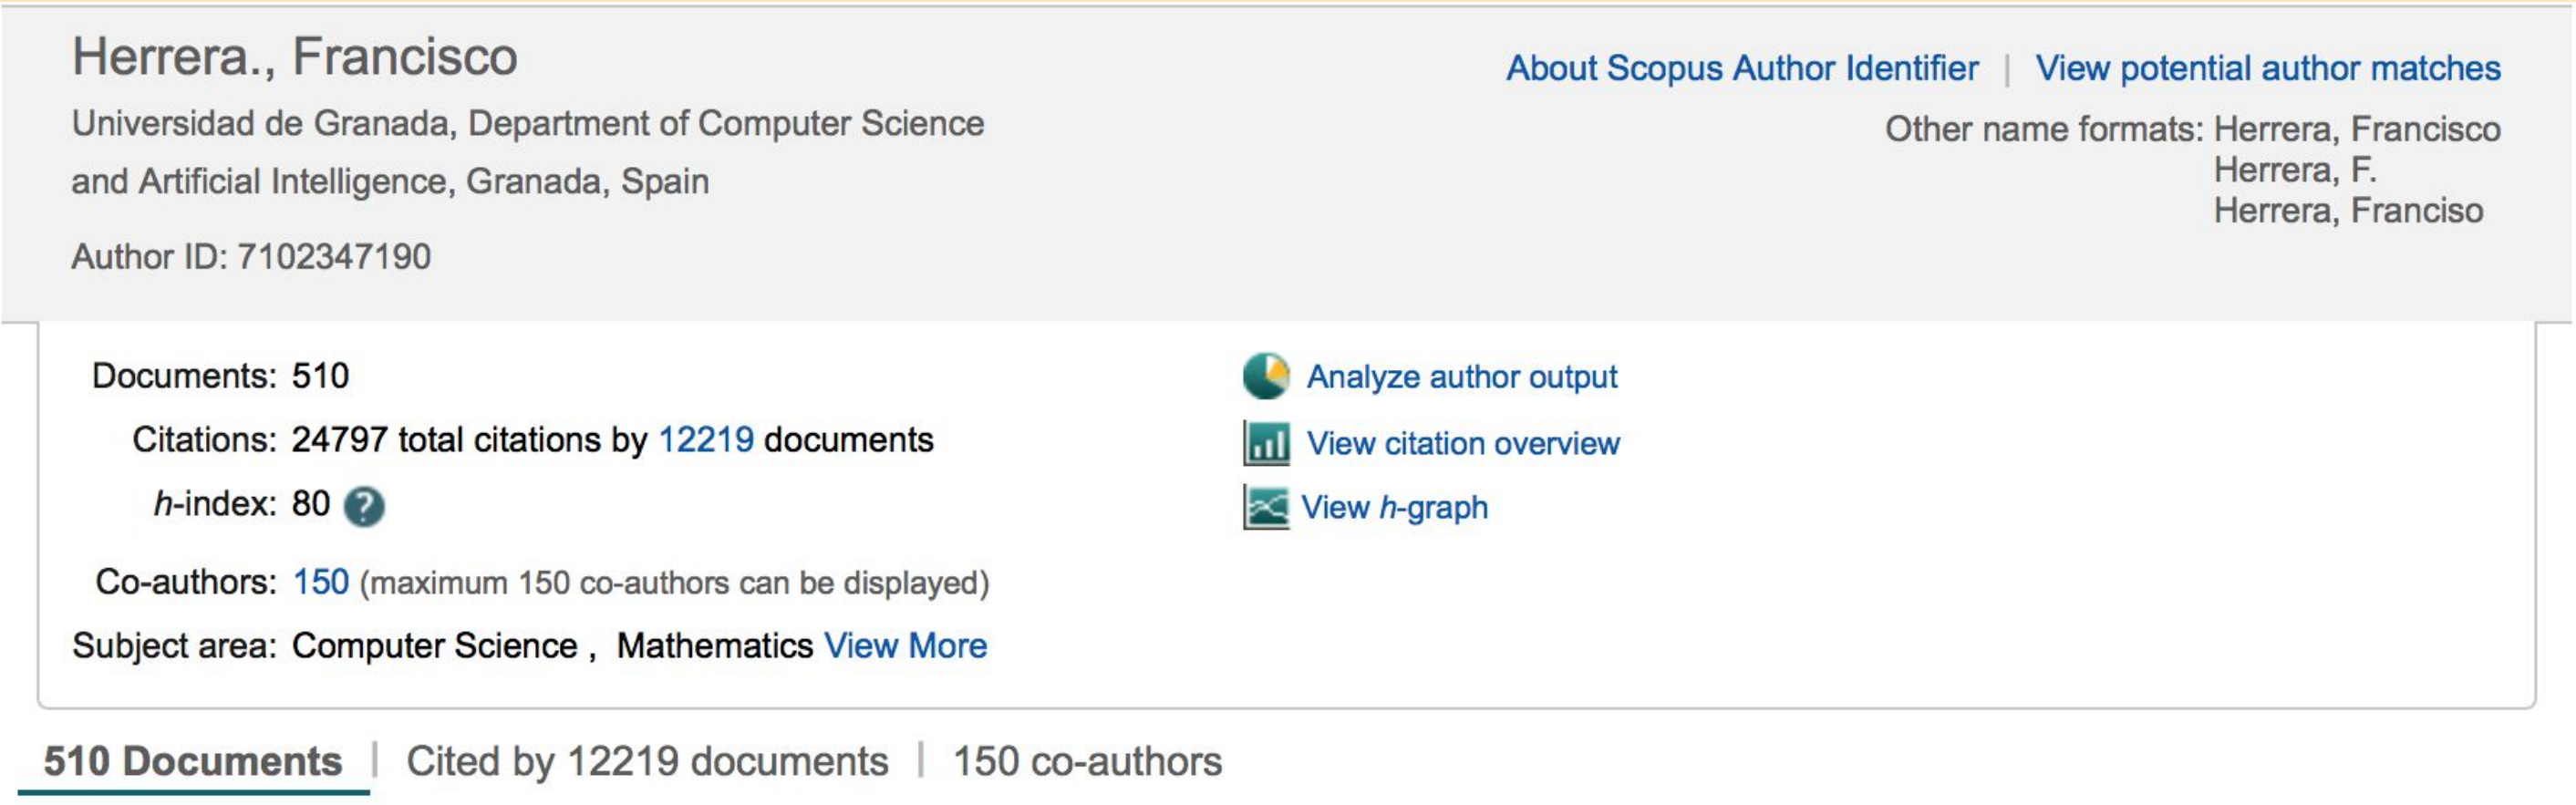 Herrera., Francisco
Universidad de Granada, Department of Computer Science
and Artificial Intelligence, Granada, Spain
Author ID: 7102347190
About Scopus Author Identifier | View potential author matches
Other name formats: Herrera, Francisco
Herrera, F.
Herrera, Franciso
Documents: 510
Citations: 24797 total citations by 12219 documents
h-index: 80 ?
Co-authors: 150 (maximum 150 co-authors can be displayed)
Subject area: Computer Science , Mathematics View More
Analyze author output
View citation overview
View h-graph
510 Documents | Cited by 12219 documents | 150 co-authors